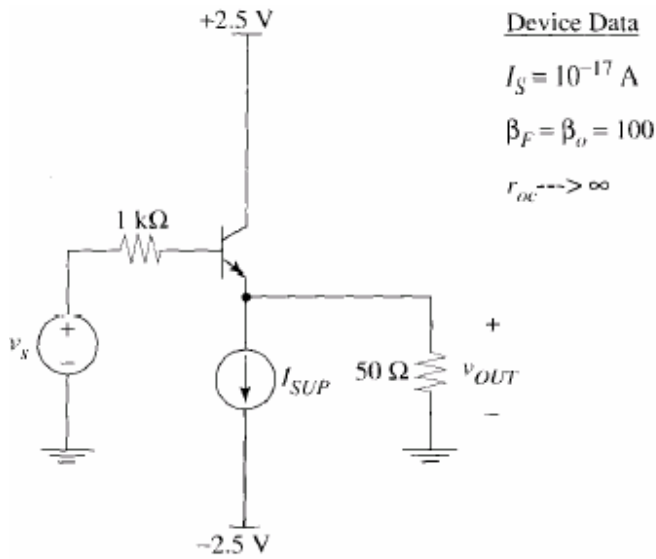 +2.5 V
Device Data
I_S = 10^−17 A
β_F = β_o = 100
r_oc ---> ∞
1 kΩ
+
−
v_s
I_SUP
50 Ω
+
v_OUT
−
−2.5 V